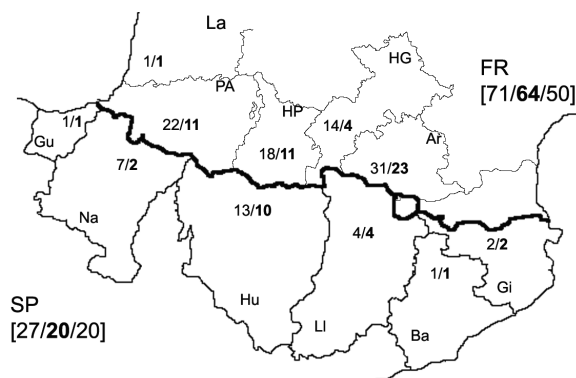 La
1/1
PA
HG
FR
[71/64/50]
HP
1/1
22/11
14/4
Ar
Gu
7/2
18/11
31/23
Na
13/10
4/4
2/2
1/1
SP
[27/20/20]
Hu
Ll
Ba
Gi